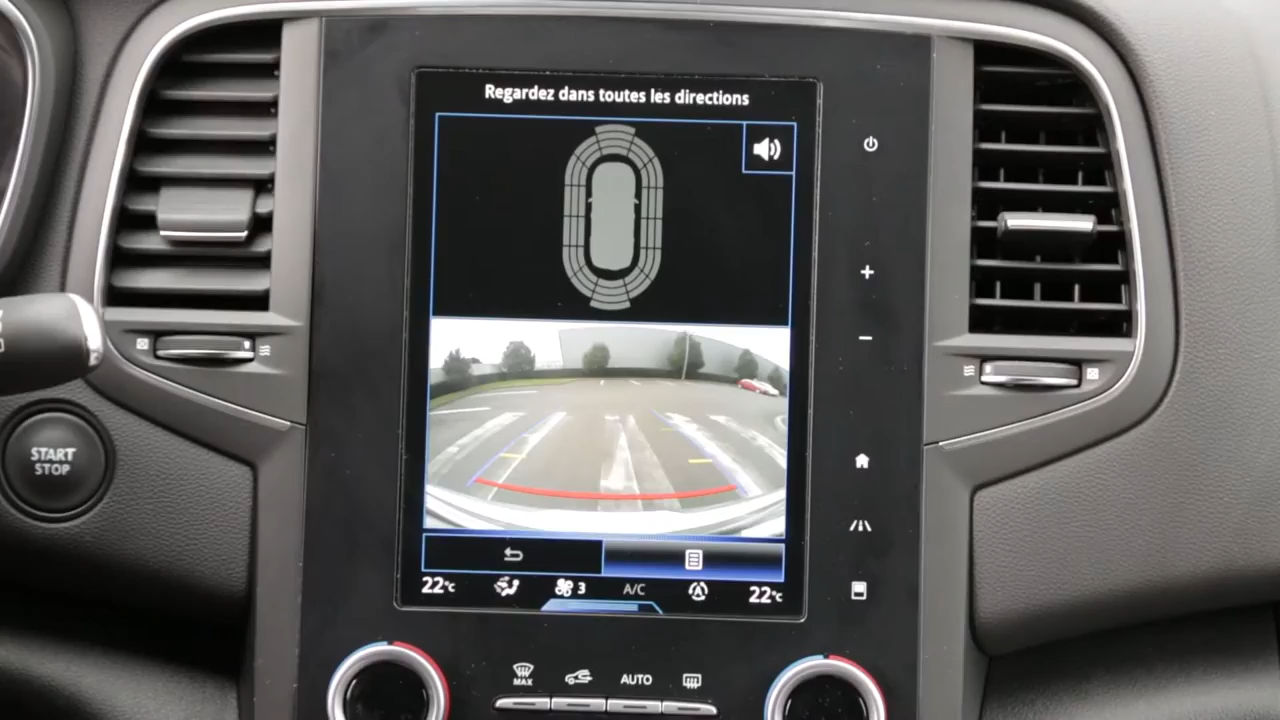 Regardez dans toutes les directions
START
STOP
22°C
3
A/C
A
22°C
MAX
AUTO